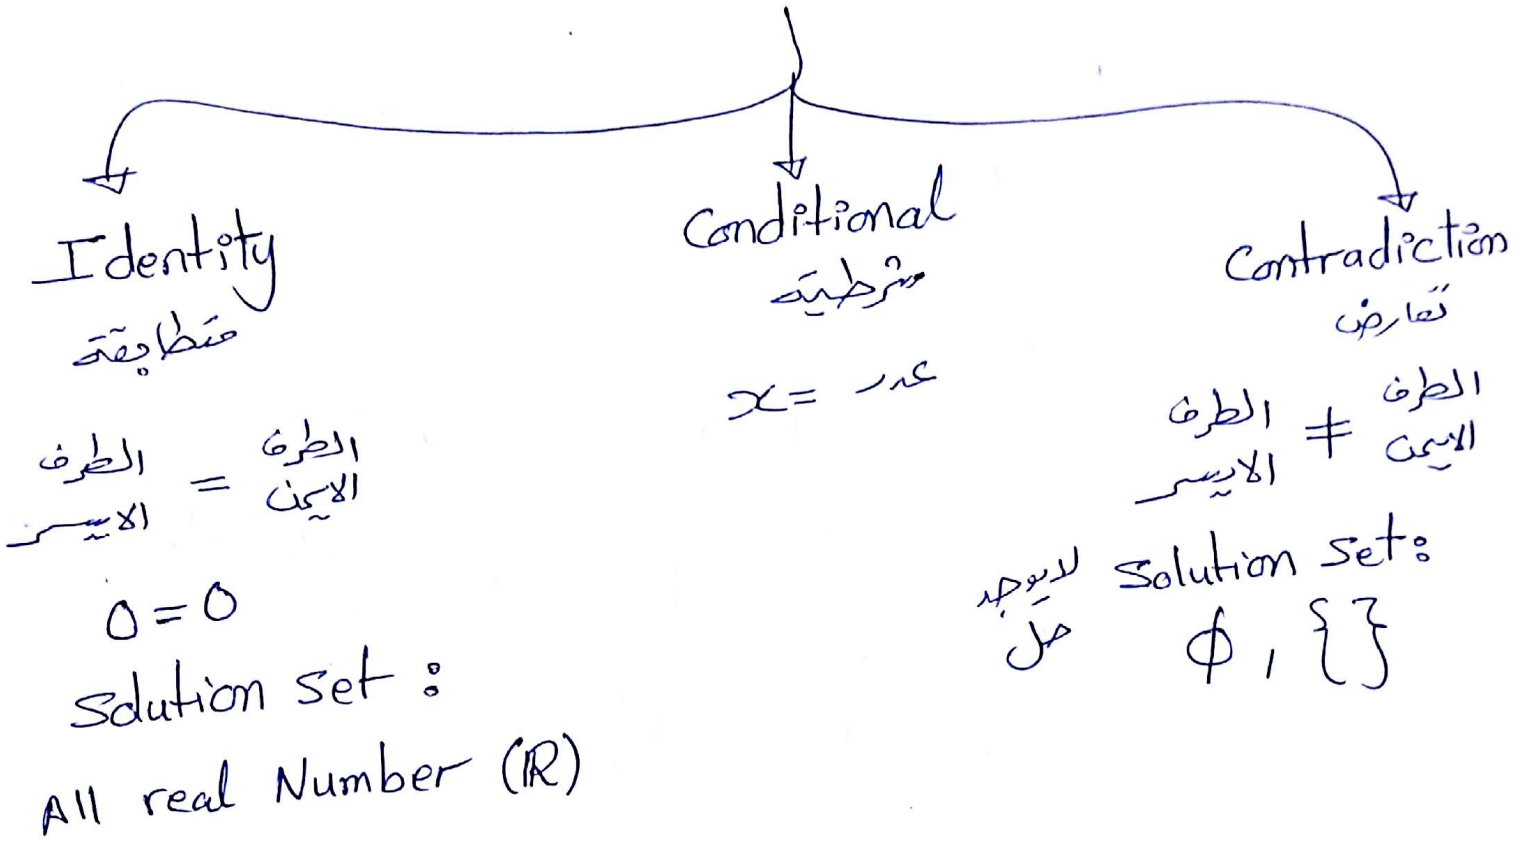 Identity
متطابقة
الطرف الايسر = الطرف الايمن
0 = 0
Solution set :
All real Number (ℝ)
Conditional
شرطية
x = عدد
Contradiction
تعارض
الطرف الايسر ≠ الطرف الايمن
Solution set:
φ , { }
لا يوجد
حل